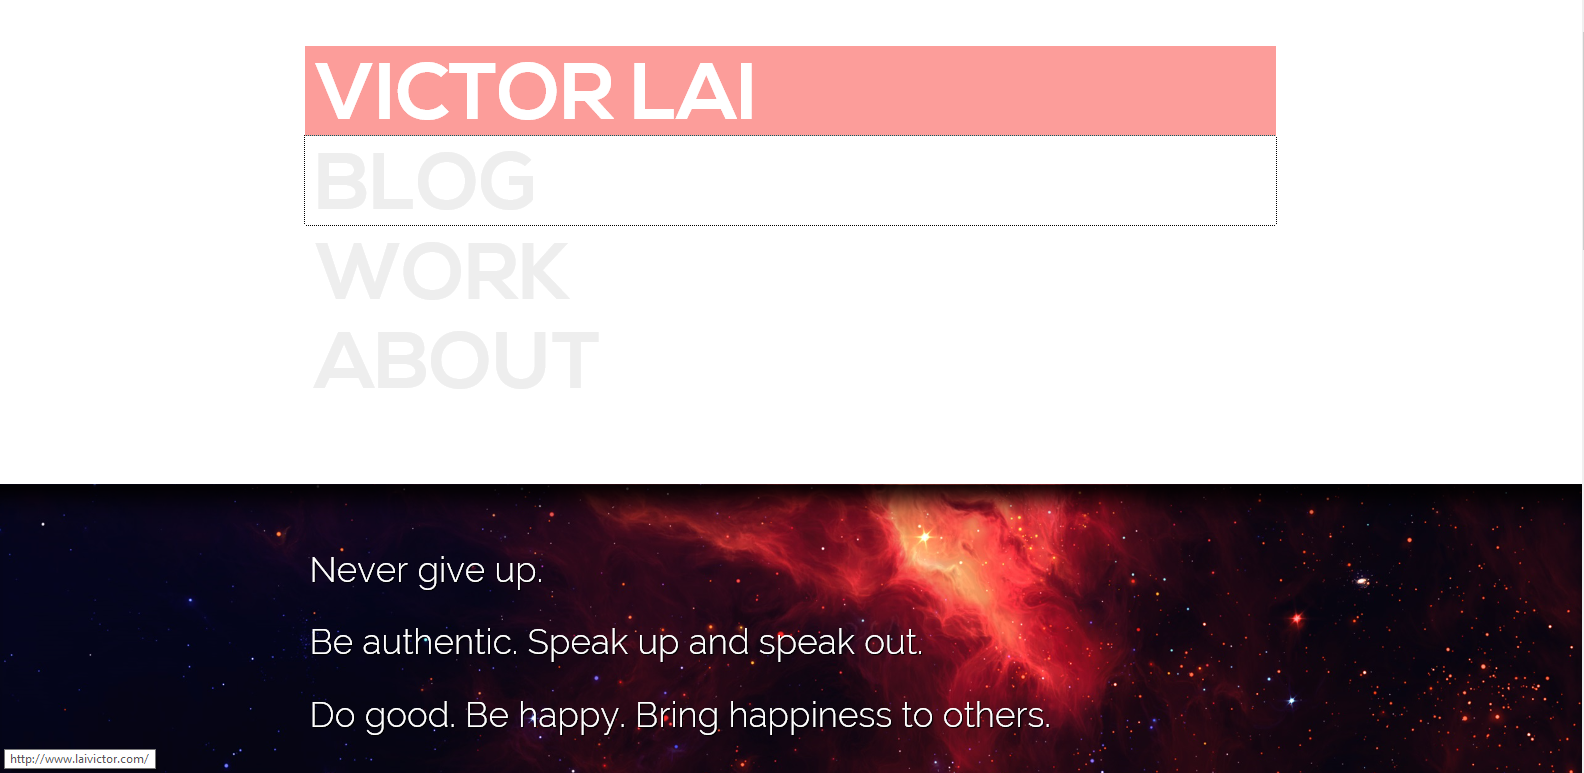 VICTOR LAI
BLOG
WORK
ABOUT
Never give up.
Be authentic. Speak up and speak out.
Do good. Be happy. Bring happiness to others.
http://www.laivictor.com/